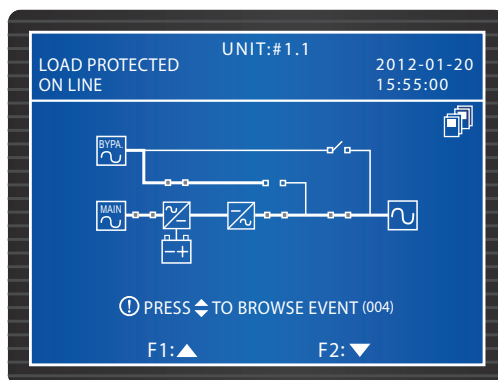 UNIT:#1.1
LOAD PROTECTED
ON LINE
2012-01-20
15:55:00
BYPA.
MAIN
PRESS TO BROWSE EVENT (004)
F1:
F2: